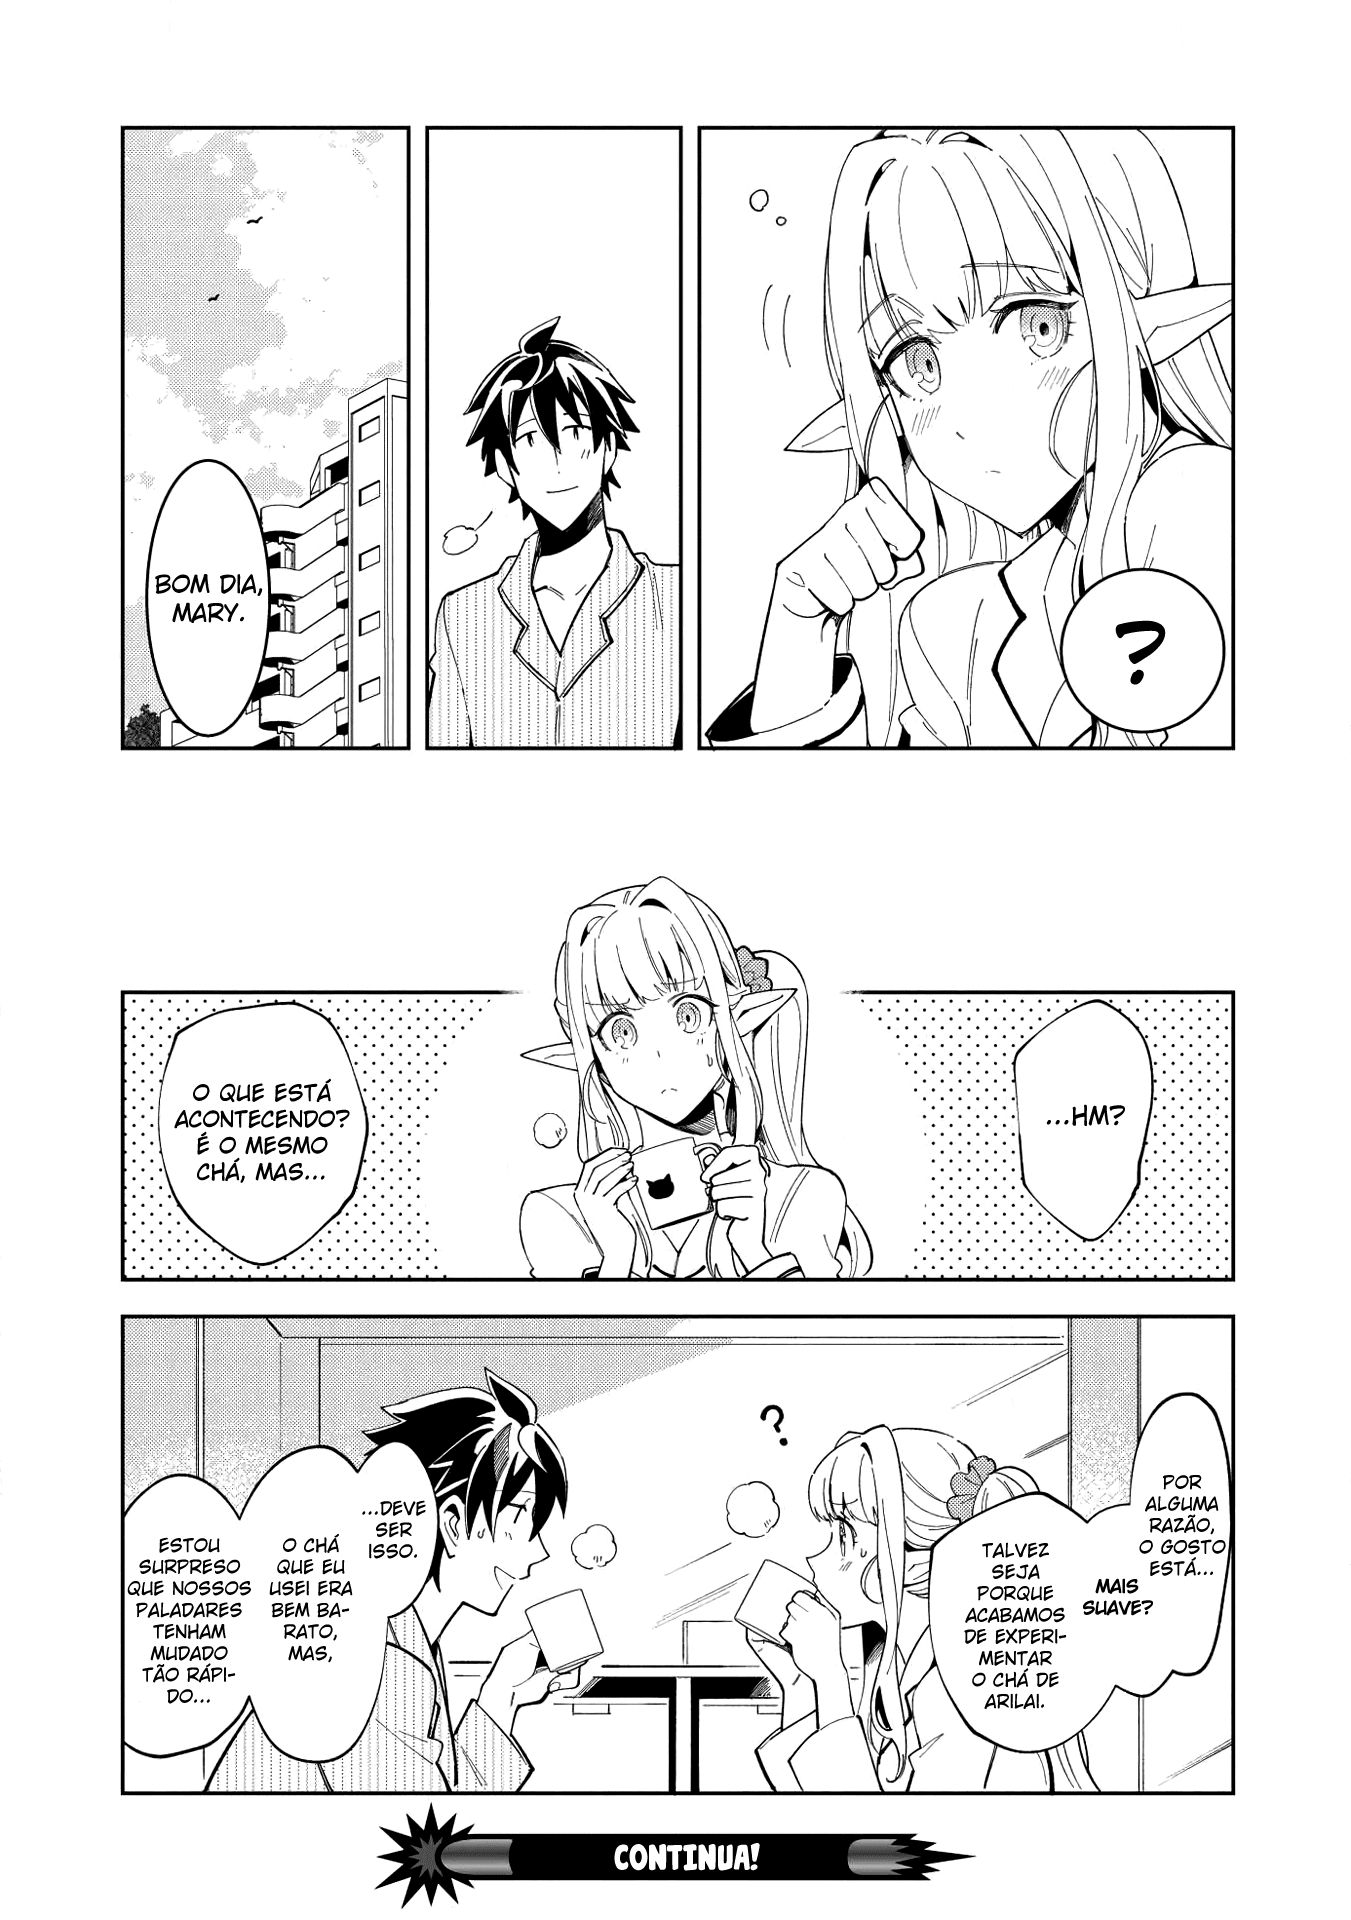 ?
BOM DIA,
MARY.
...HM?
O QUE ESTÁ
ACONTECENDO?
É O MESMO
CHÁ, MAS...
POR
ALGUMA
RAZÃO,
O GOSTO
ESTÁ...
MAIS
SUAVE?
TALVEZ
SEJA
PORQUE
ACABAMOS
DE EXPERI-
MENTAR
O CHÁ DE
ARILAI.
?
...DEVE
SER
ISSO.
O CHÁ
QUE EU
USEI ERA
BEM BA-
RATO,
MAS,
ESTOU
SURPRESO
QUE NOSSOS
PALADARES
TENHAM
MUDADO
TÃO RÁPI-
DO...
CONTINUA!